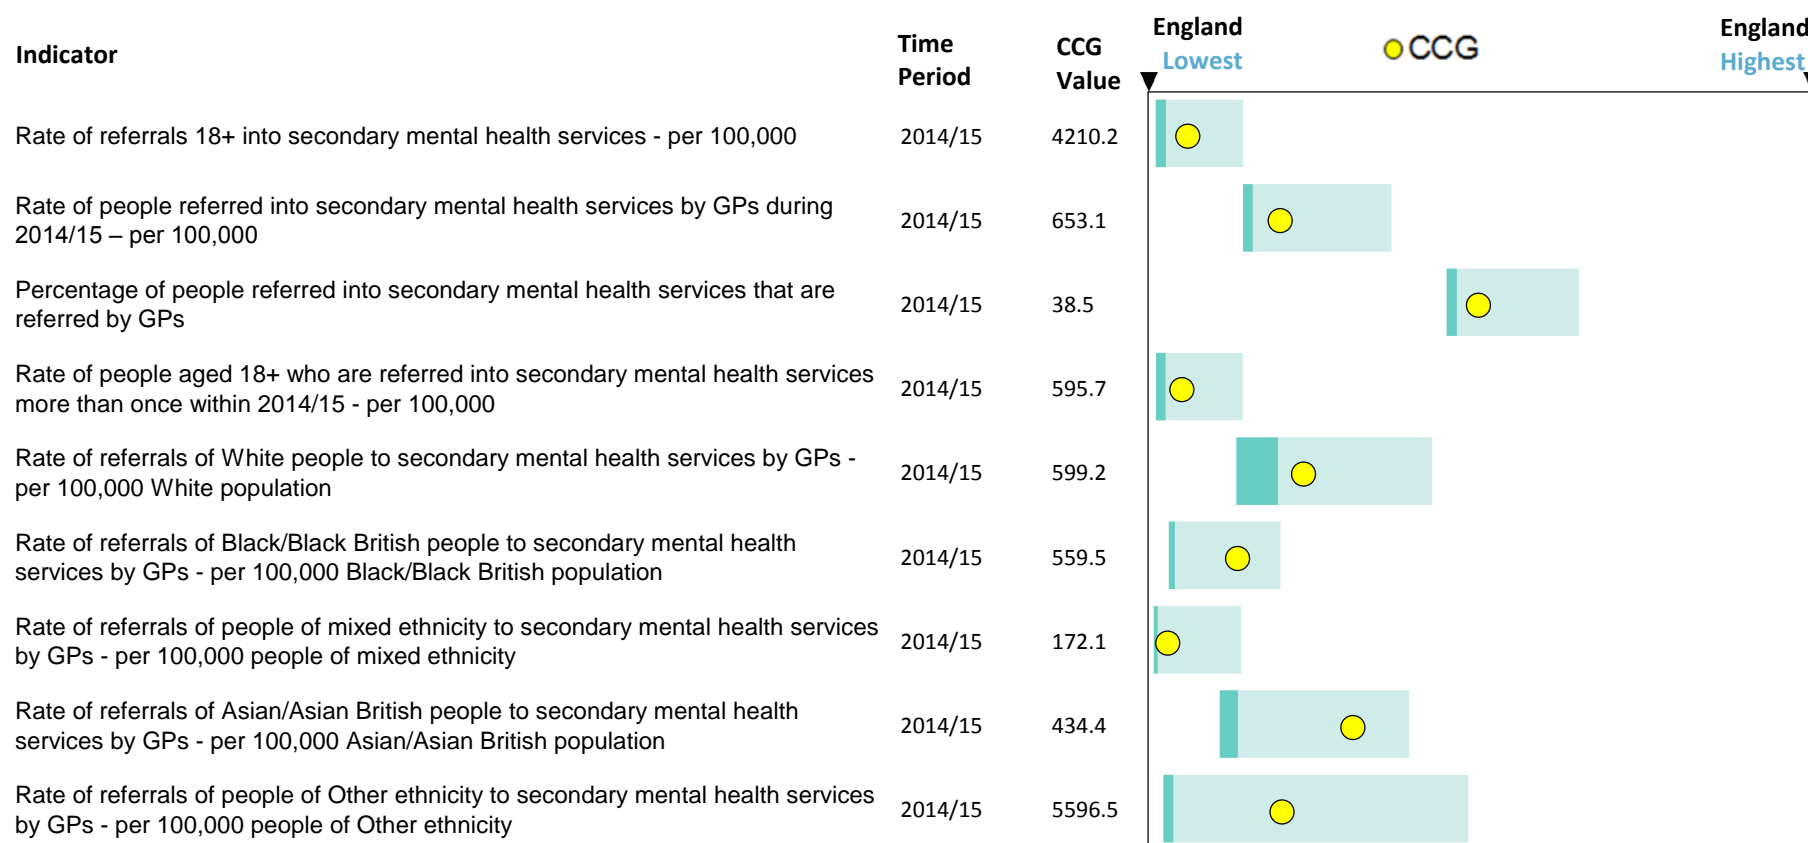 Indicator
Time
Period
CCG
Value
England
Lowest
CCG
England
Highest
Rate of referrals 18+ into secondary mental health services - per 100,000
2014/15
4210.2
Rate of people referred into secondary mental health services by GPs during
2014/15 – per 100,000
2014/15
653.1
Percentage of people referred into secondary mental health services that are
referred by GPs
2014/15
38.5
Rate of people aged 18+ who are referred into secondary mental health services
more than once within 2014/15 - per 100,000
2014/15
595.7
Rate of referrals of White people to secondary mental health services by GPs -
per 100,000 White population
2014/15
599.2
Rate of referrals of Black/Black British people to secondary mental health
services by GPs - per 100,000 Black/Black British population
2014/15
559.5
Rate of referrals of people of mixed ethnicity to secondary mental health services
by GPs - per 100,000 people of mixed ethnicity
2014/15
172.1
Rate of referrals of Asian/Asian British people to secondary mental health
services by GPs - per 100,000 Asian/Asian British population
2014/15
434.4
Rate of referrals of people of Other ethnicity to secondary mental health services
by GPs - per 100,000 people of Other ethnicity
2014/15
5596.5